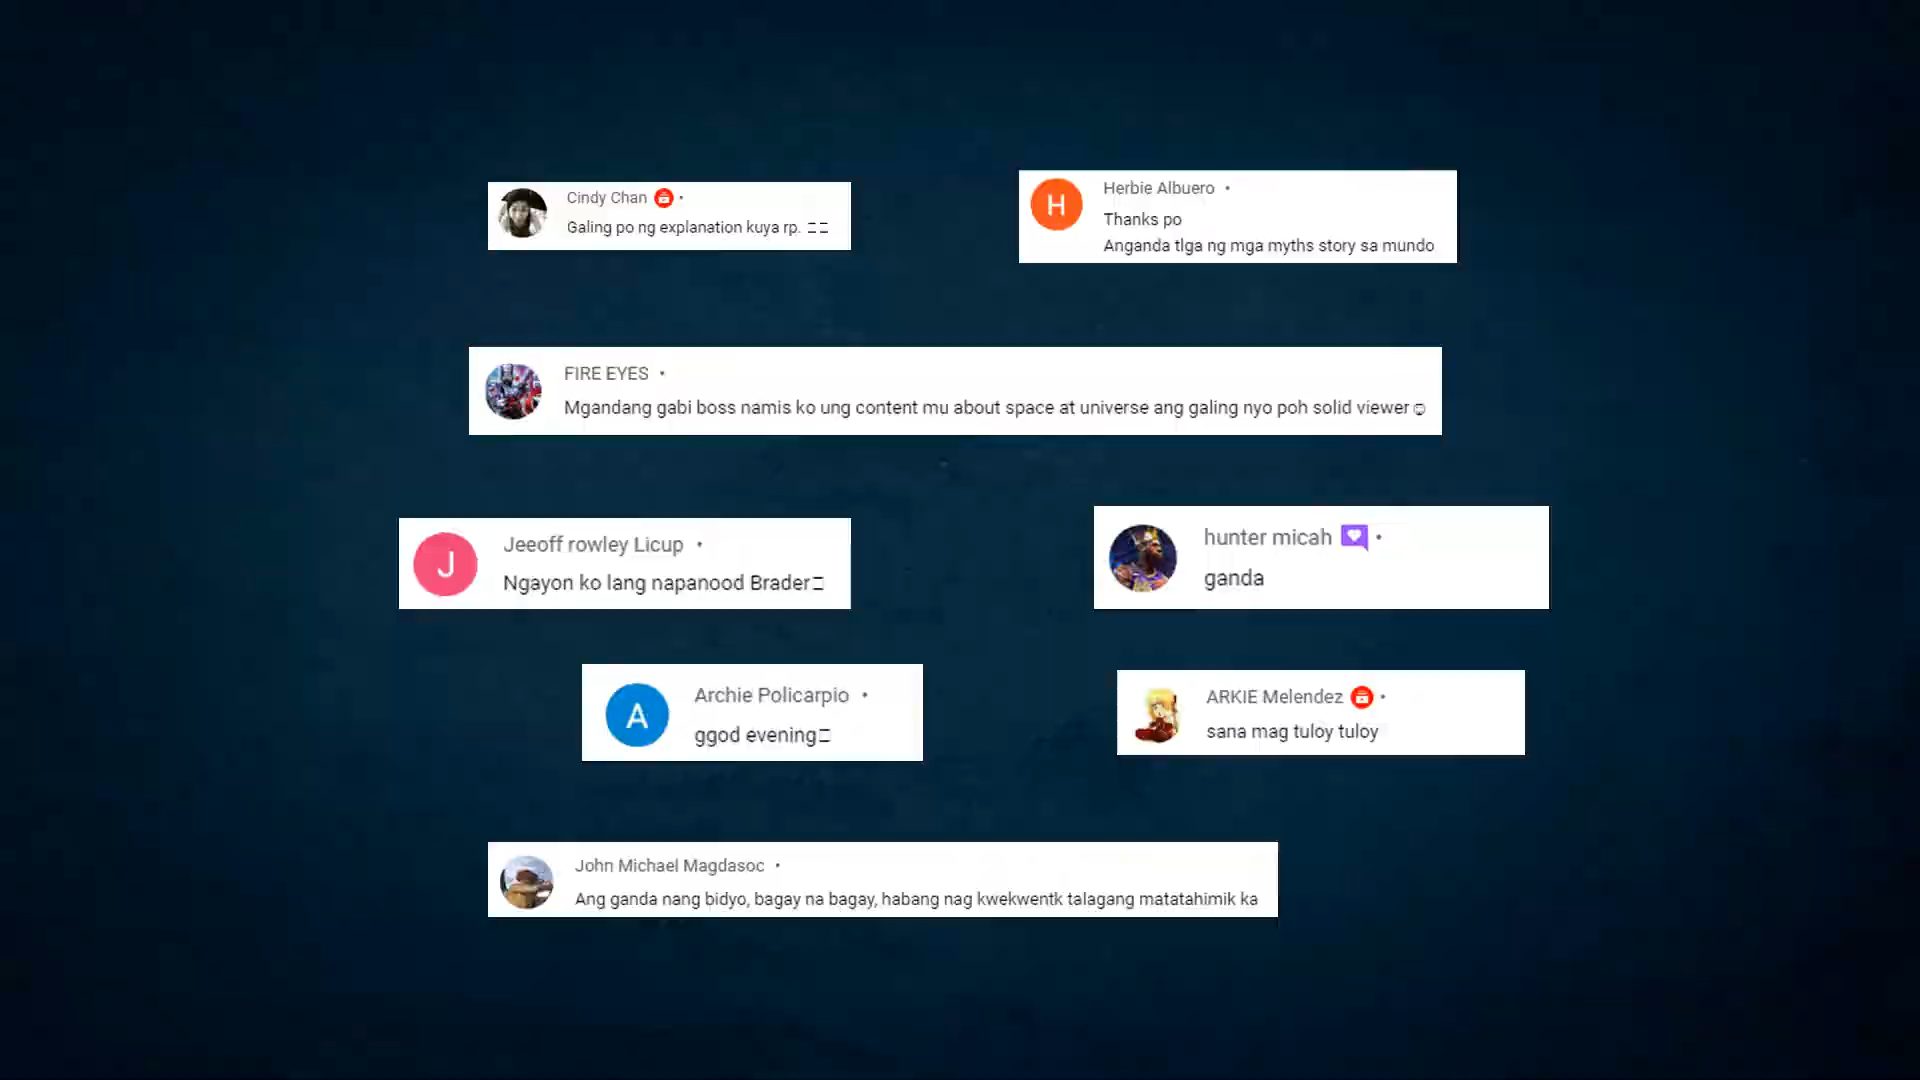 Cindy Chan •
Galing po ng explanation kuya rp.
Herbie Albuero •
Thanks po
Anganda tlga ng mga myths story sa mundo
FIRE EYES •
Mgandang gabi boss namis ko ung content mu about space at universe ang galing nyo poh solid viewer☺
J
Jeeoff rowley Licup •
Ngayon ko lang napanood Brader
hunter micah •
ganda
A
Archie Policarpio •
ggod evening
ARKIE Melendez •
sana mag tuloy tuloy
John Michael Magdasoc •
Ang ganda nang bidyo, bagay na bagay, habang nag kwekwentk talagang matatahimik ka
H